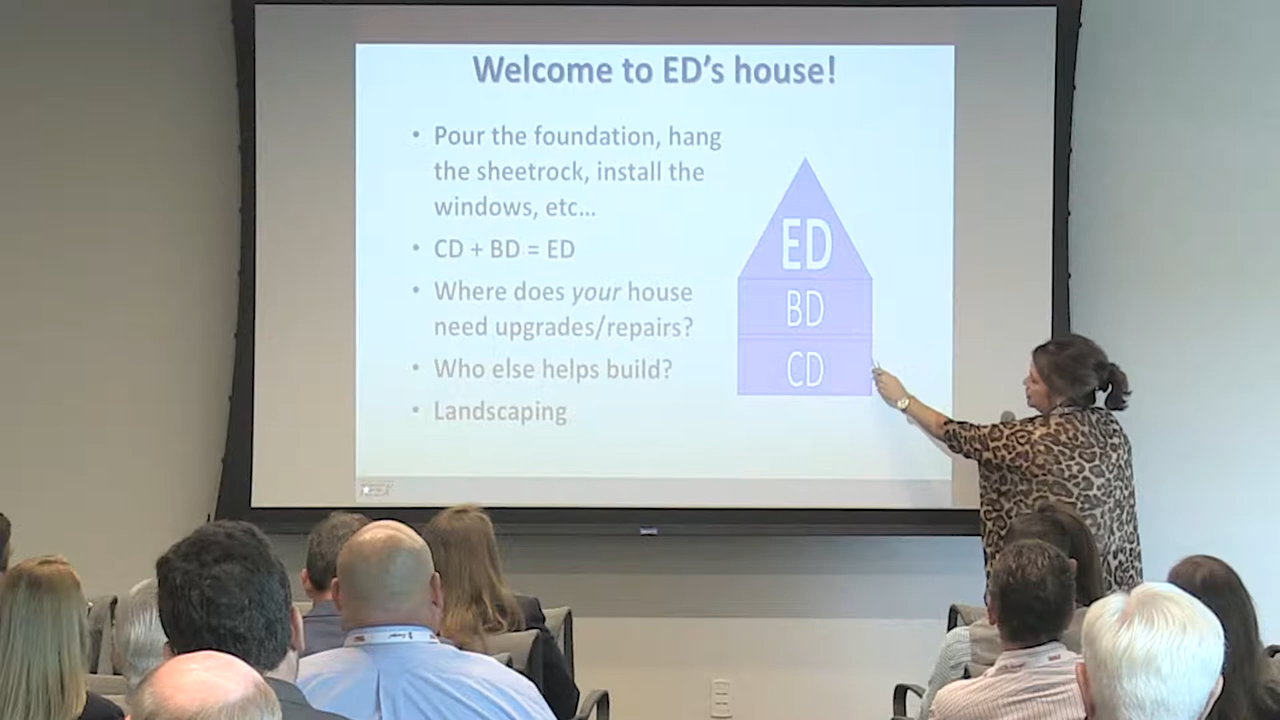 Welcome to ED's house!
• Pour the foundation, hang
the sheetrock, install the
windows, etc...
• CD + BD = ED
• Where does your house
need upgrades/repairs?
• Who else helps build?
• Landscaping
ED
BD
CD